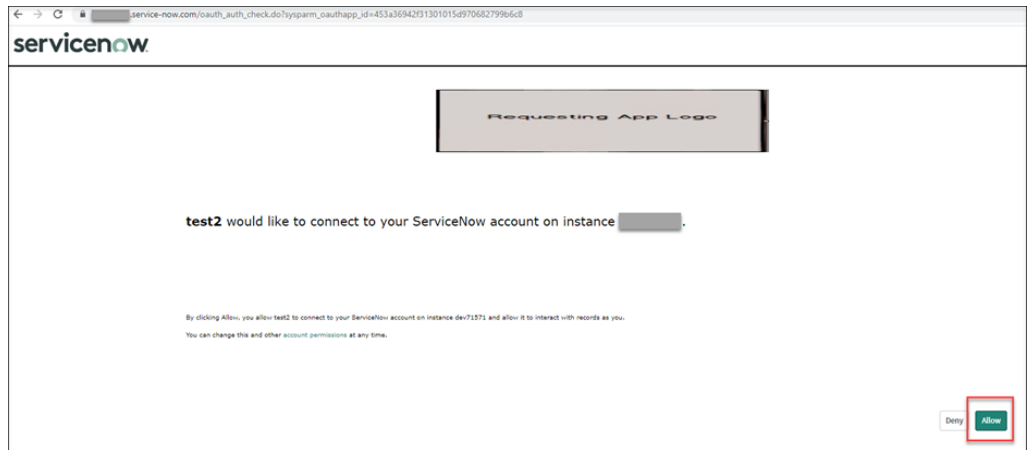 .service-now.com/oauth_auth_check.do?sysparm_oauthapp_id=453a36942f31301015d970682799b6c8
servicenow.
Requesting App Logo
test2 would like to connect to your ServiceNow account on instance .
By clicking Allow, you allow test2 to connect to your ServiceNow account on instance dev71571 and allow it to interact with records as you.
You can change this and other account permissions at any time.
Deny Allow